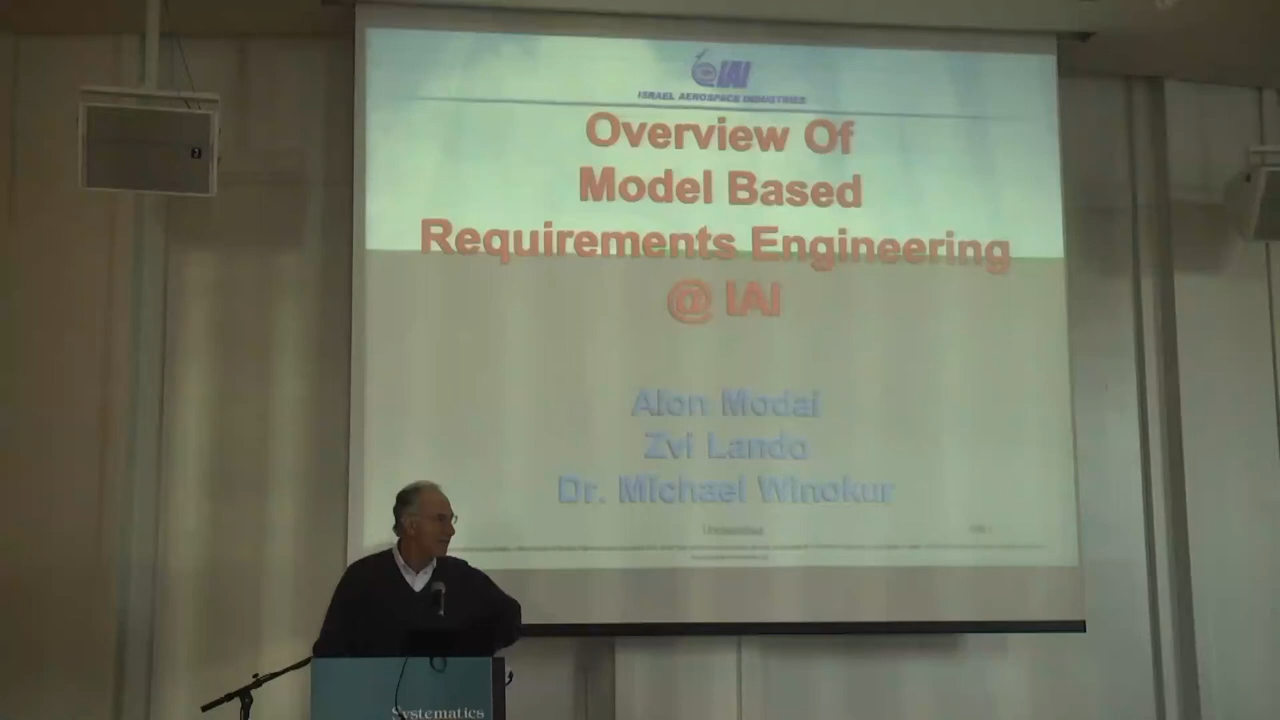 IAI
ISRAEL AEROSPACE INDUSTRIES
Overview Of
Model Based
Requirements Engineering
@ IAI
Alon Modai
Zvi Lando
Dr. Michael Winokur
Systematics